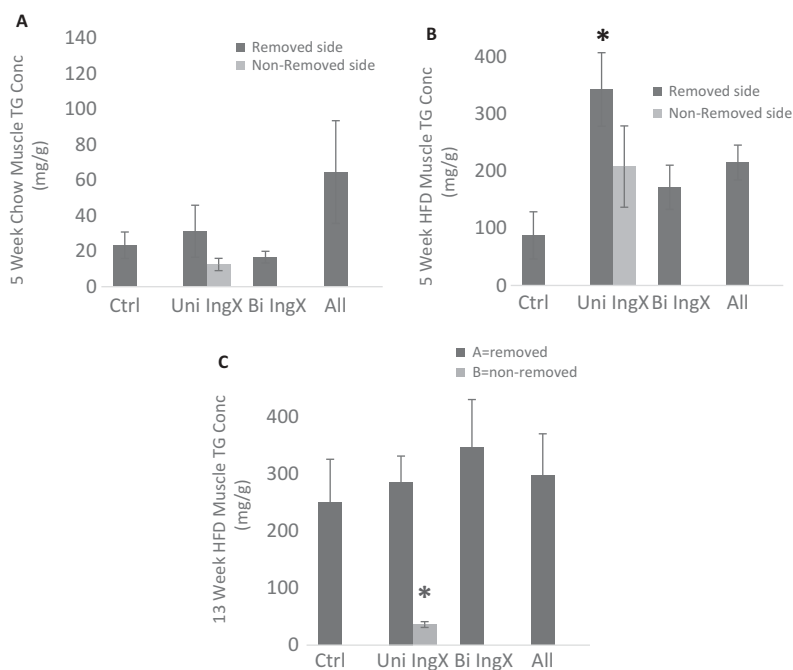 A
5 Week Chow Muscle TG Conc
(mg/g)
140
120
100
80
60
40
20
0
Removed side
Non-Removed side
Ctrl
Uni IngX
Bi IngX
All
B
5 Week HFD Muscle TG Conc
(mg/g)
400
300
200
100
0
*
Removed side
Non-Removed side
Ctrl
Uni IngX
Bi IngX
All
C
13 Week HFD Muscle TG Conc
(mg/g)
400
300
200
100
0
A=removed
B=non-removed
*
Ctrl
Uni IngX
Bi IngX
All